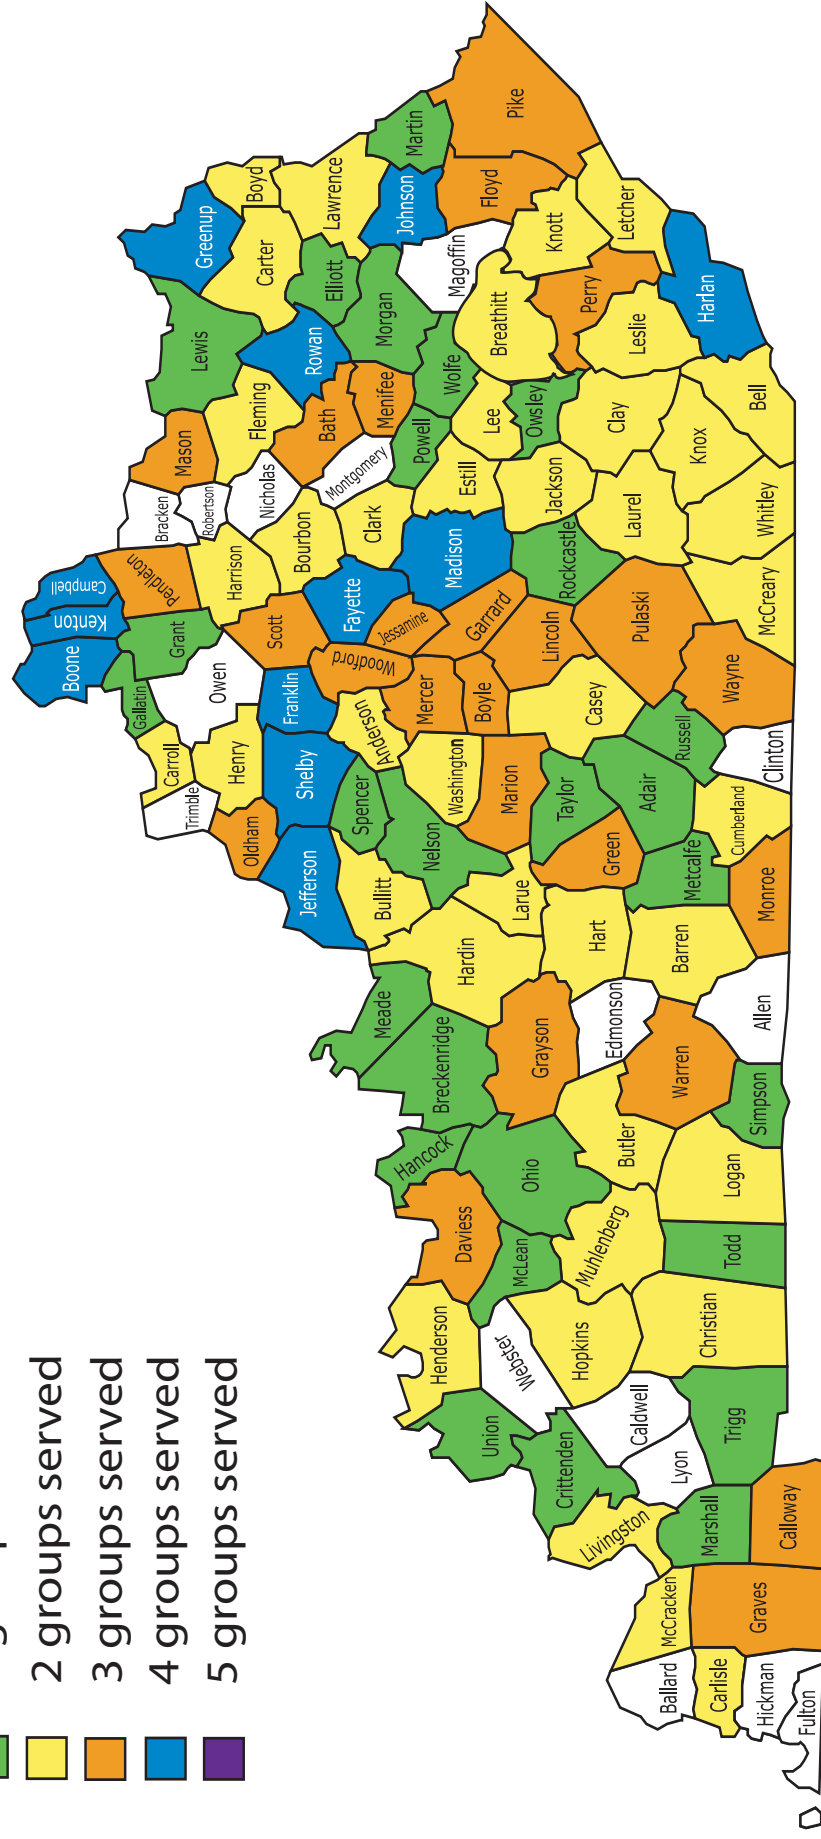 2 groups served
3 groups served
4 groups served
5 groups served
Pike
Martin
Floyd
Johnson
Boyd
Lawrence
Greenup
Carter
Elliott
Magoffin
Knott
Letcher
Harlan
Perry
Leslie
Breathitt
Morgan
Rowan
Lewis
Wolfe
Menifee
Bath
Fleming
Mason
Lee
Owsley
Clay
Knox
Bell
Powell
Montgomery
Nicholas
Robertson
Bracken
Estill
Jackson
Laurel
Whitley
Clark
Bourbon
Harrison
Pendleton
Campbell
Kenton
Boone
Madison
Rockcastle
McCreary
Fayette
Jessamine
Garrard
Lincoln
Pulaski
Wayne
Scott
Grant
Gallatin
Owen
Woodford
Franklin
Mercer
Boyle
Casey
Russell
Clinton
Anderson
Washington
Marion
Taylor
Adair
Cumberland
Carroll
Henry
Trimble
Shelby
Oldham
Spencer
Nelson
Jefferson
Bullitt
Larue
Green
Metcalfe
Monroe
Hardin
Hart
Barren
Allen
Meade
Breckenridge
Grayson
Edmonson
Warren
Simpson
Hancock
Ohio
Butler
Logan
Daviess
McLean
Muhlenberg
Todd
Henderson
Webster
Hopkins
Christian
Union
Crittenden
Caldwell
Lyon
Trigg
Livingston
Marshall
Calloway
McCracken
Graves
Ballard
Carlisle
Hickman
Fulton